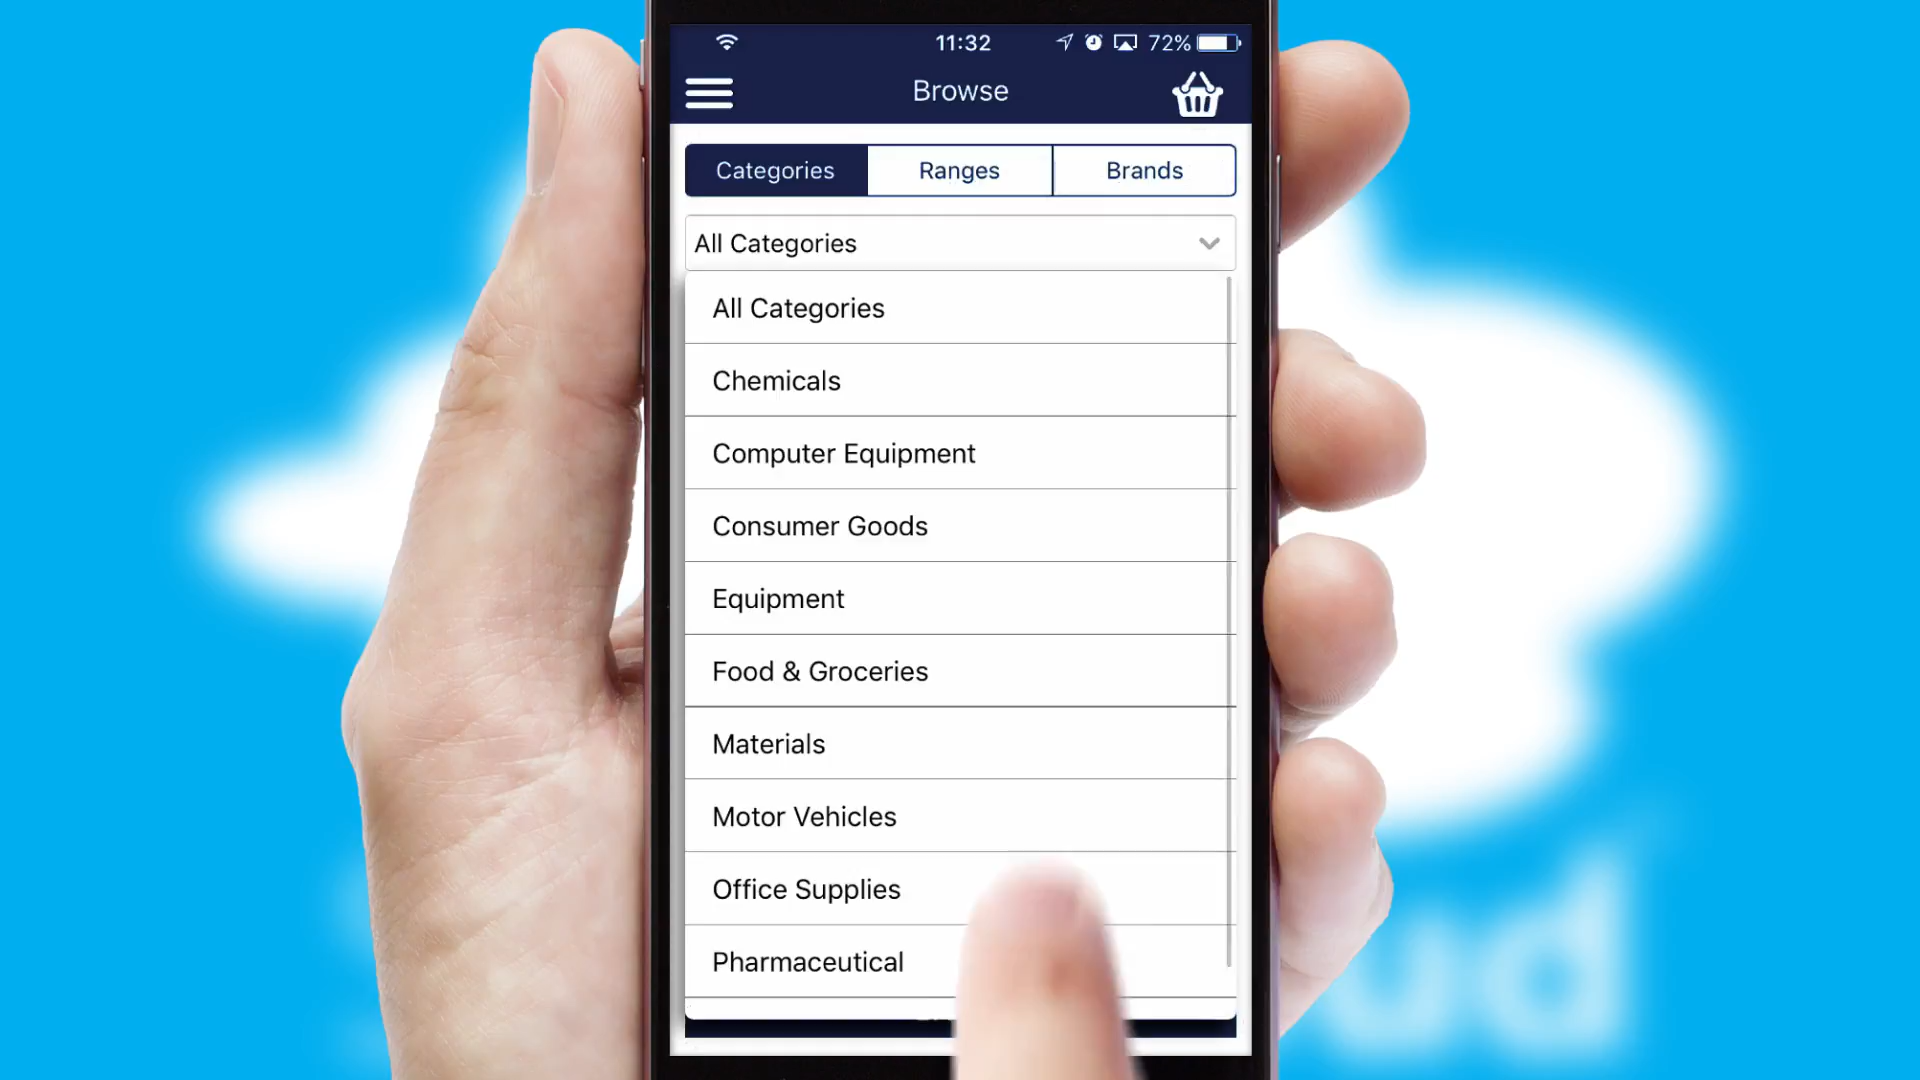 11:32
72%
Browse
Categories
Ranges
Brands
All Categories
All Categories
Chemicals
Computer Equipment
Consumer Goods
Equipment
Food & Groceries
Materials
Motor Vehicles
Office Supplies
Pharmaceutical